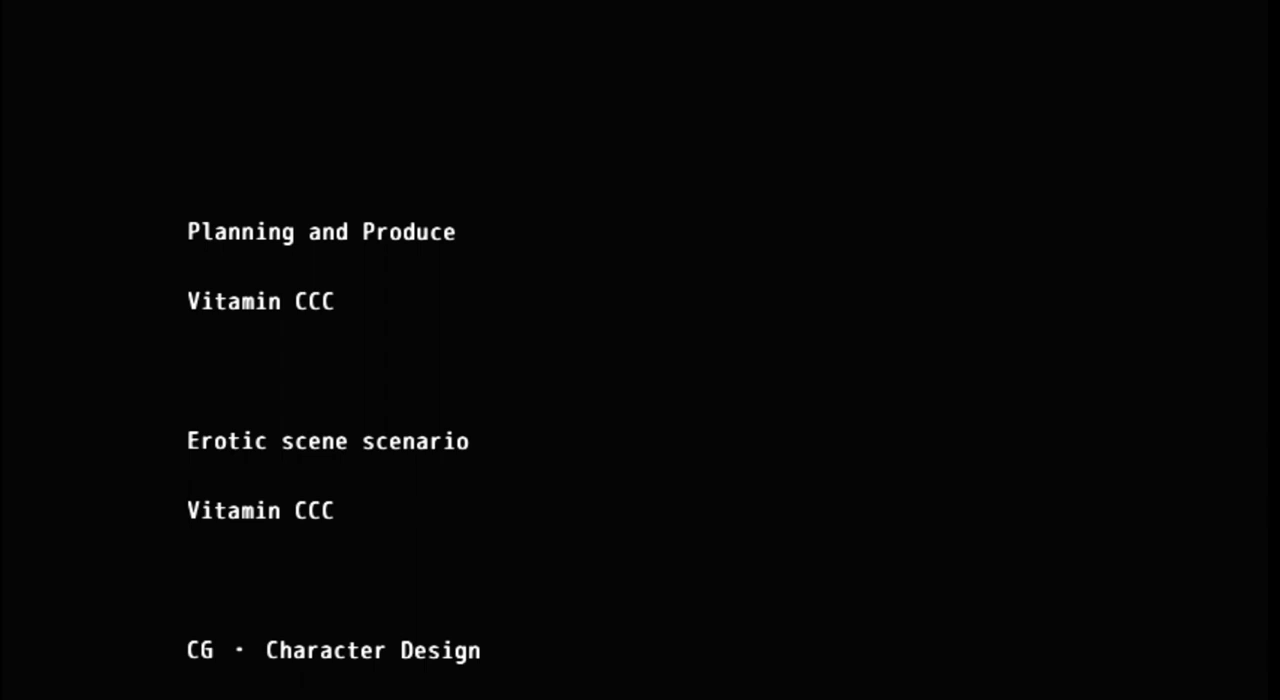 Planning and Produce
Vitamin CCC
Erotic scene scenario
Vitamin CCC
CG ・ Character Design